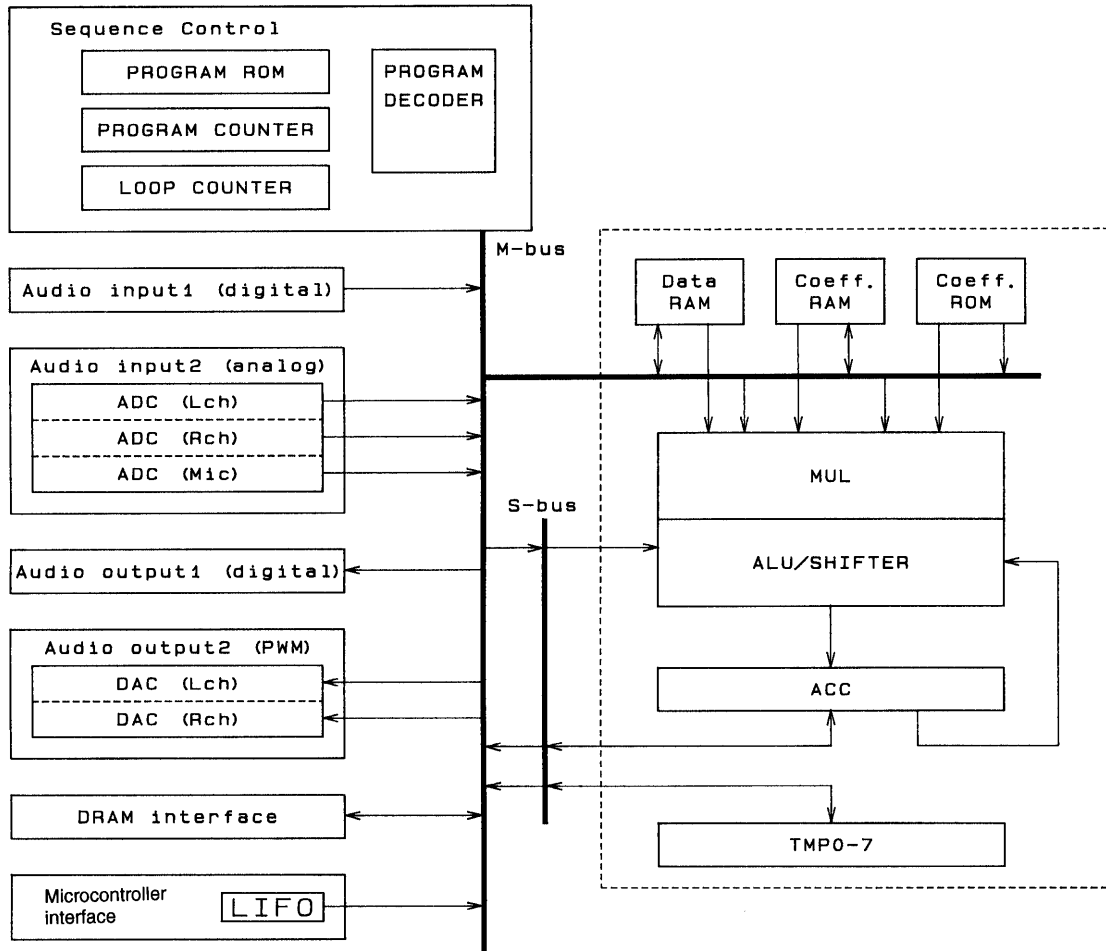 Sequence Control
PROGRAM ROM
PROGRAM COUNTER
LOOP COUNTER
PROGRAM
DECODER
M-bus
Audio input1 (digital)
Audio input2 (analog)
ADC (Lch)
ADC (Rch)
ADC (Mic)
Audio output1 (digital)
Audio output2 (PWM)
DAC (Lch)
DAC (Rch)
DRAM interface
Microcontroller
interface
LIFO
S-bus
Data
RAM
Coeff.
RAM
Coeff.
ROM
MUL
ALU/SHIFTER
ACC
TMP0-7